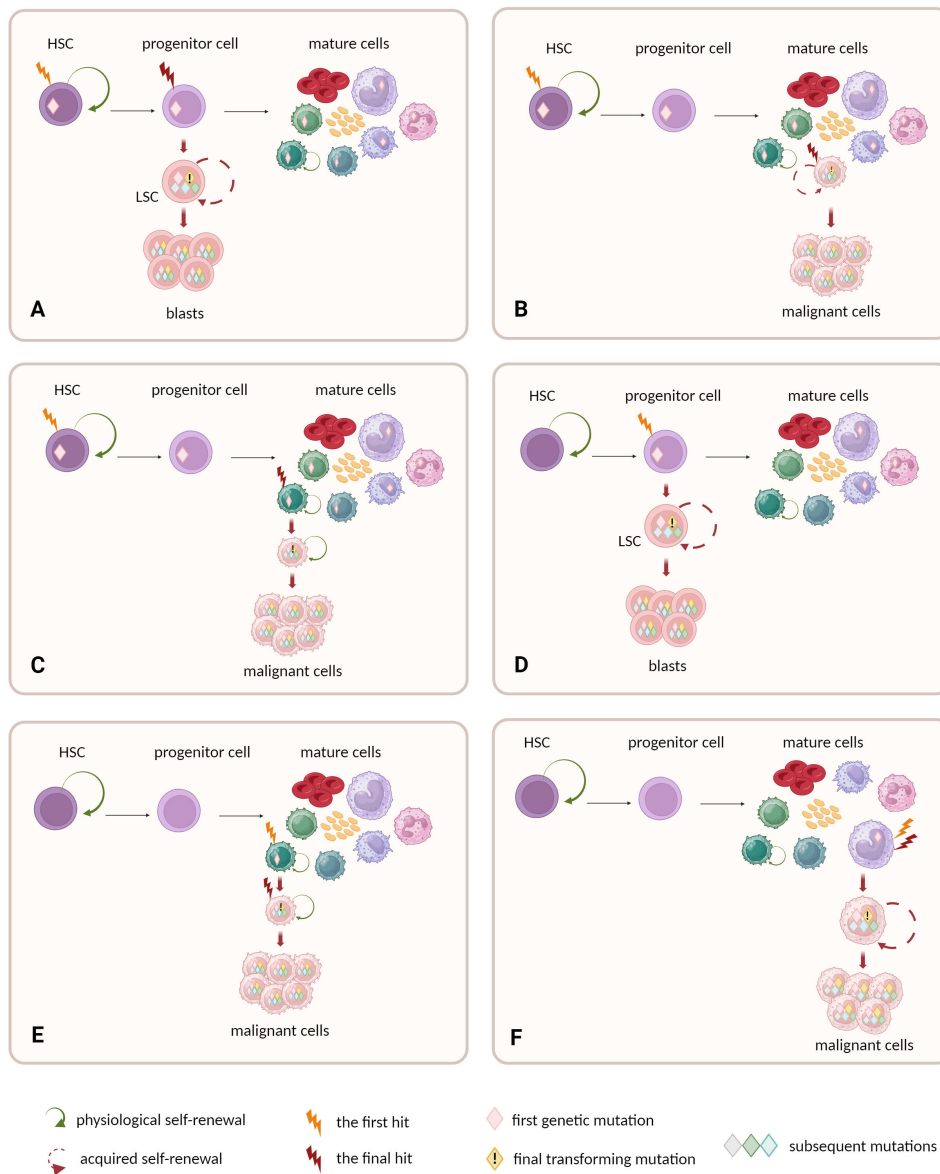 HSC progenitor cell mature cells
LSC
blasts
A
HSC progenitor cell mature cells
malignant cells
B
HSC progenitor cell mature cells
malignant cells
C
HSC progenitor cell mature cells
LSC
blasts
D
HSC progenitor cell mature cells
malignant cells
E
HSC progenitor cell mature cells
malignant cells
F
physiological self-renewal the first hit first genetic mutation subsequent mutations
acquired self-renewal the final hit ! final transforming mutation